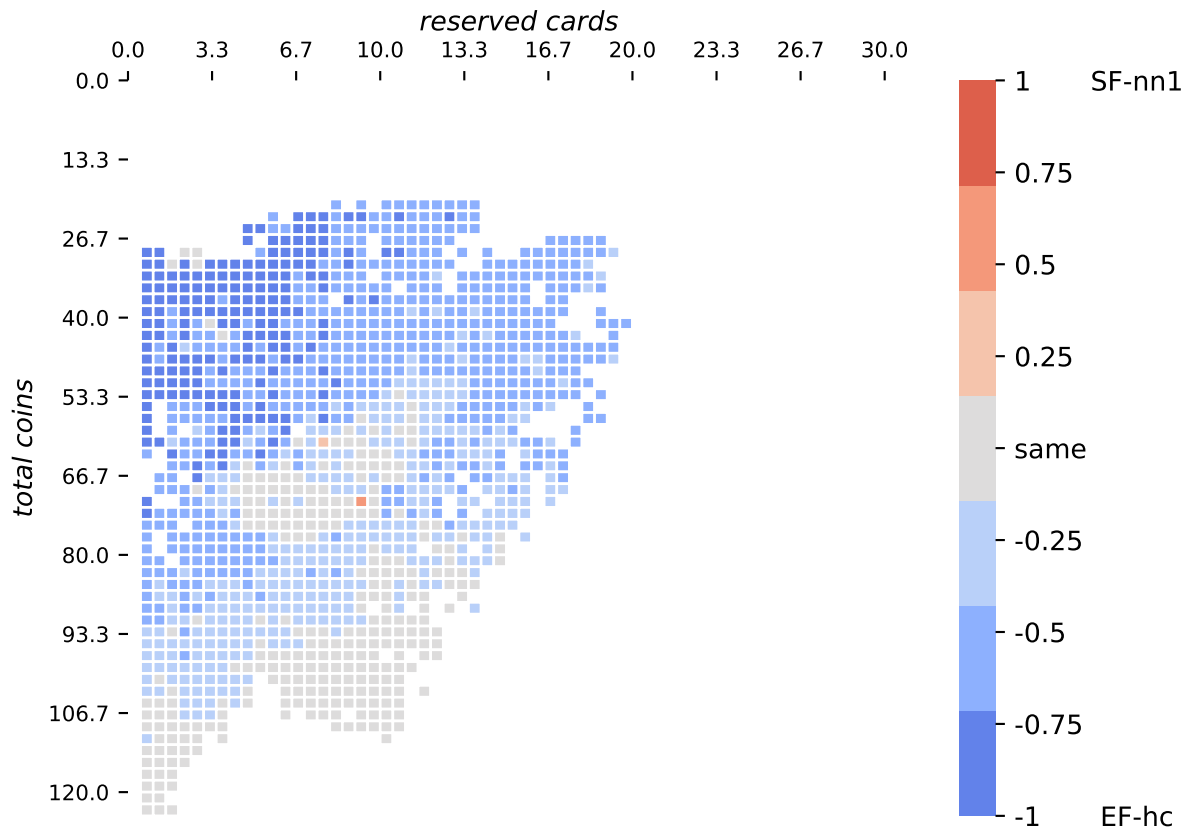 reserved cards
0.0 3.3 6.7 10.0 13.3 16.7 20.0 23.3 26.7 30.0
total coins
0.0
13.3
26.7
40.0
53.3
66.7
80.0
93.3
106.7
120.0
1 SF-nn1
0.75
0.5
0.25
same
-0.25
-0.5
-0.75
-1 EF-hc